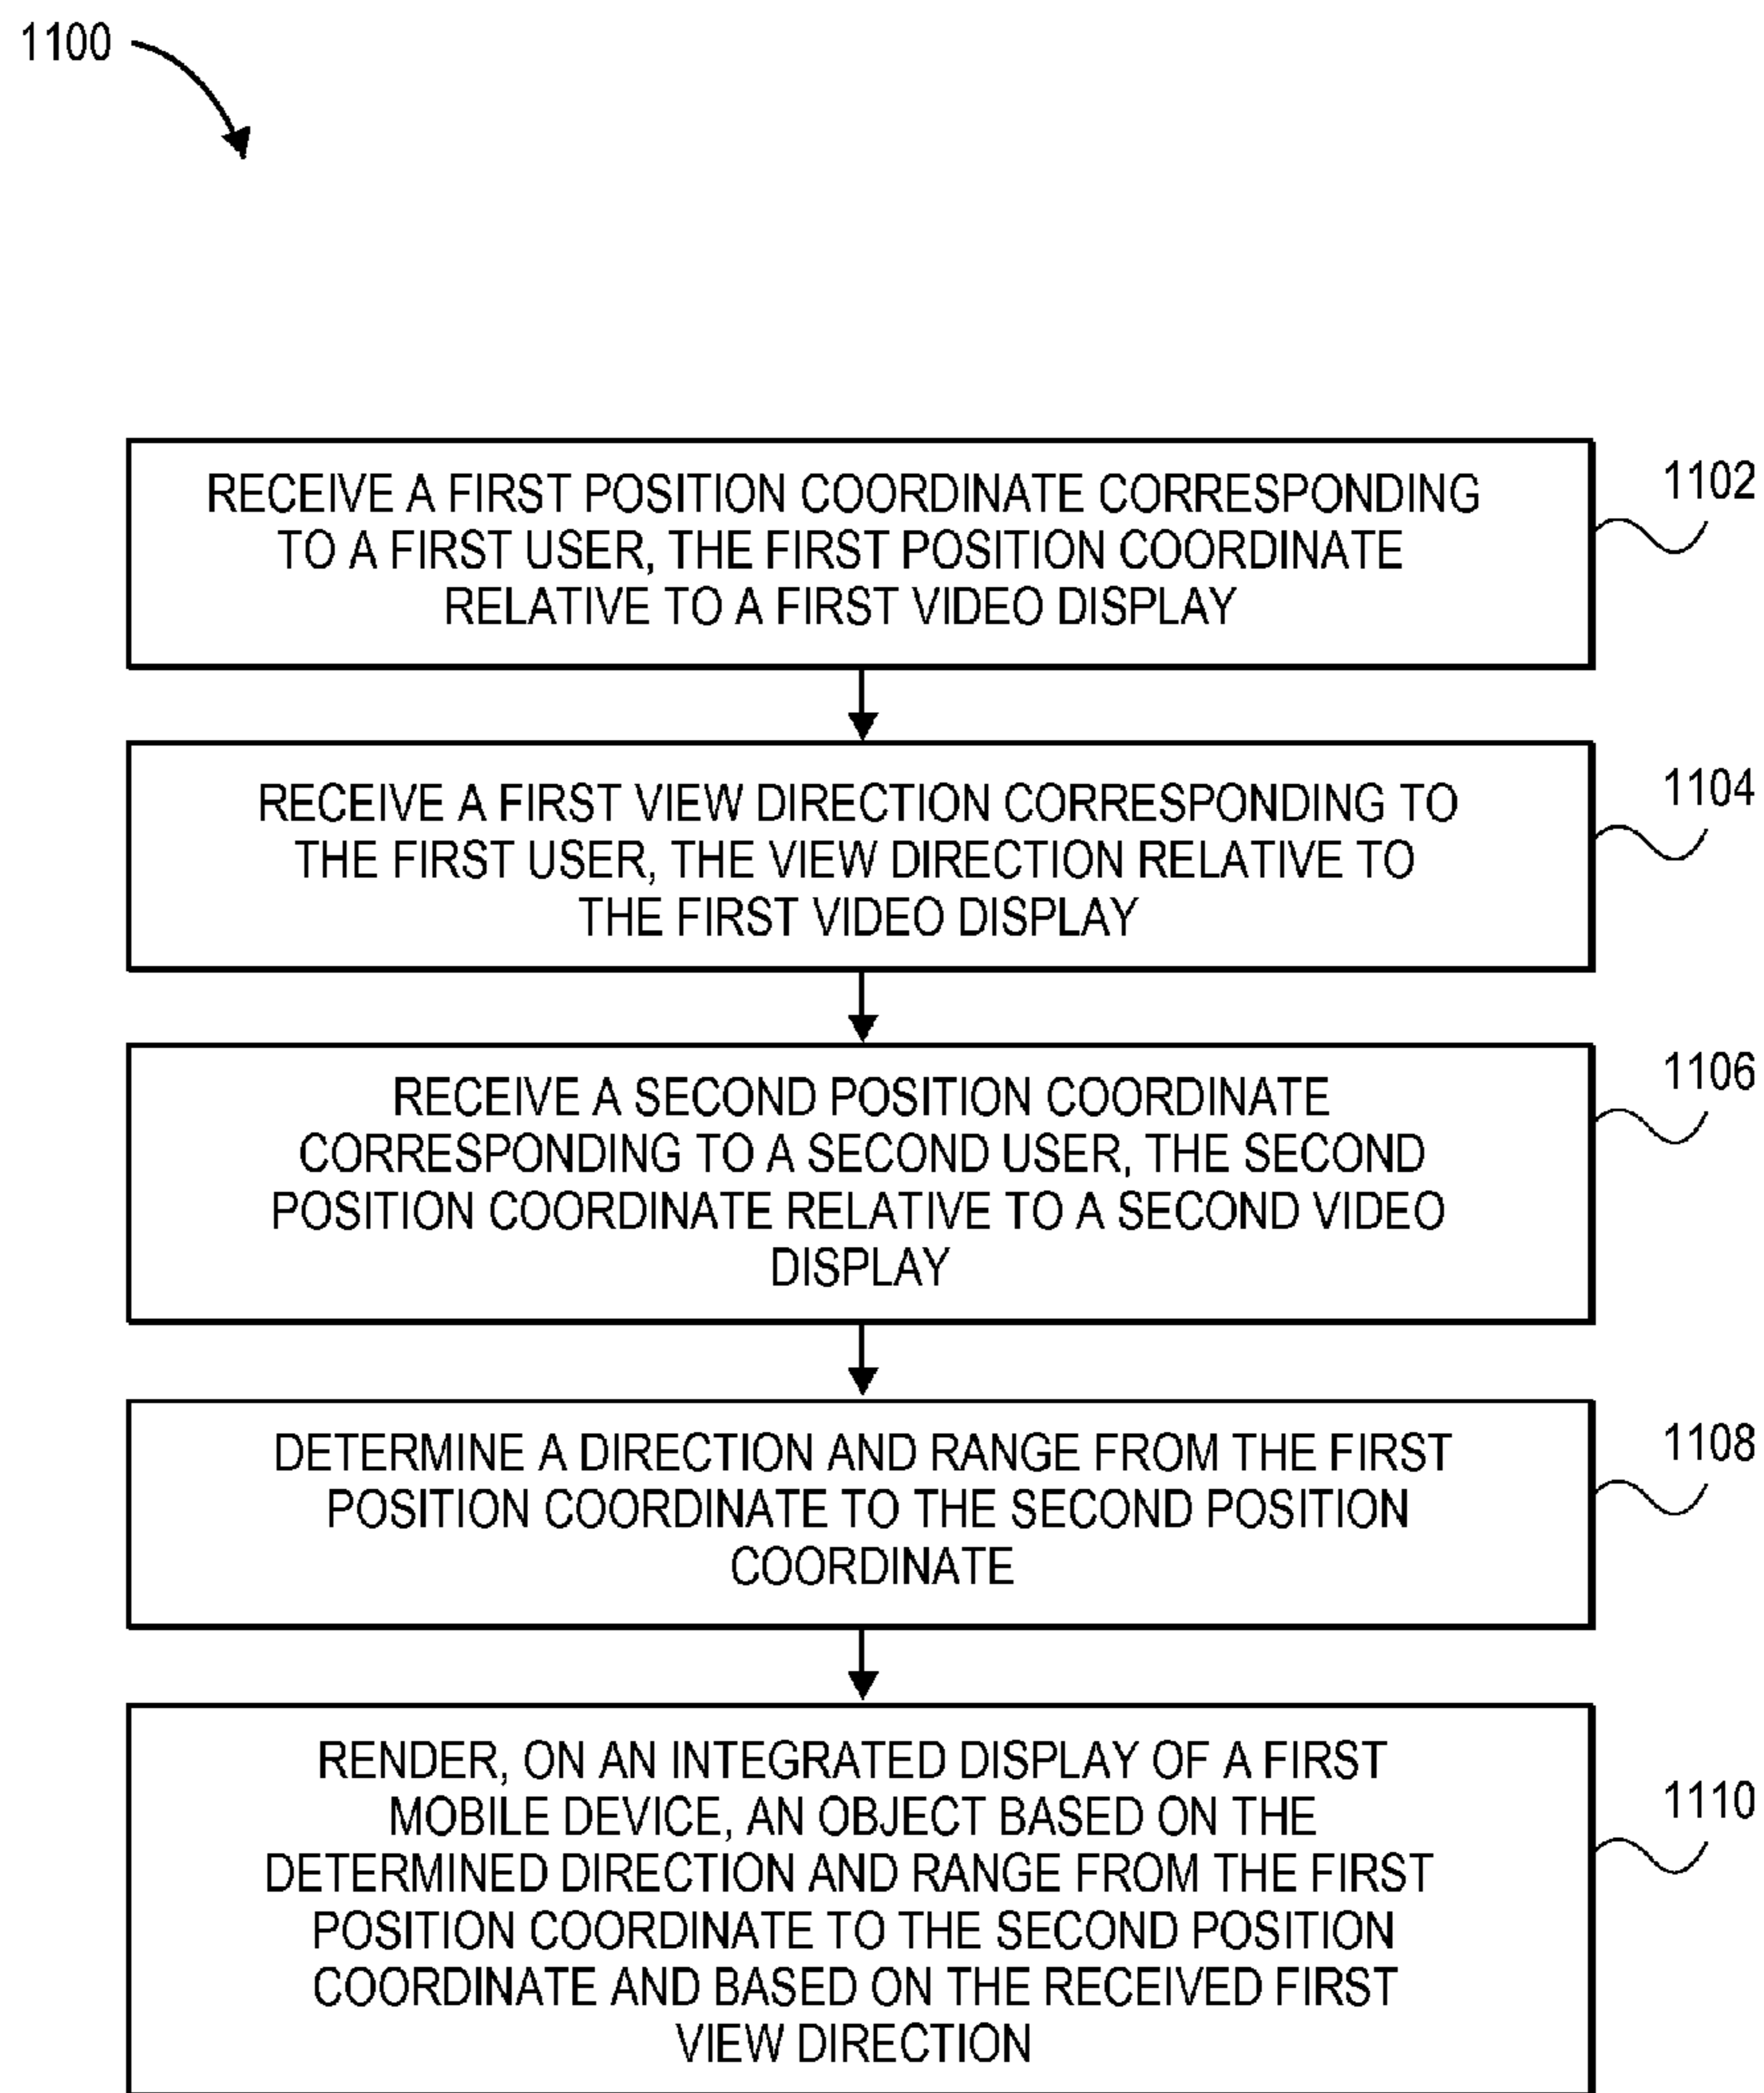 1100
RECEIVE A FIRST POSITION COORDINATE CORRESPONDING
TO A FIRST USER, THE FIRST POSITION COORDINATE
RELATIVE TO A FIRST VIDEO DISPLAY
1102
RECEIVE A FIRST VIEW DIRECTION CORRESPONDING TO
THE FIRST USER, THE VIEW DIRECTION RELATIVE TO
THE FIRST VIDEO DISPLAY
1104
RECEIVE A SECOND POSITION COORDINATE
CORRESPONDING TO A SECOND USER, THE SECOND
POSITION COORDINATE RELATIVE TO A SECOND VIDEO
DISPLAY
1106
DETERMINE A DIRECTION AND RANGE FROM THE FIRST
POSITION COORDINATE TO THE SECOND POSITION
COORDINATE
1108
RENDER, ON AN INTEGRATED DISPLAY OF A FIRST
MOBILE DEVICE, AN OBJECT BASED ON THE
DETERMINED DIRECTION AND RANGE FROM THE FIRST
POSITION COORDINATE TO THE SECOND POSITION
COORDINATE AND BASED ON THE RECEIVED FIRST
VIEW DIRECTION
1110